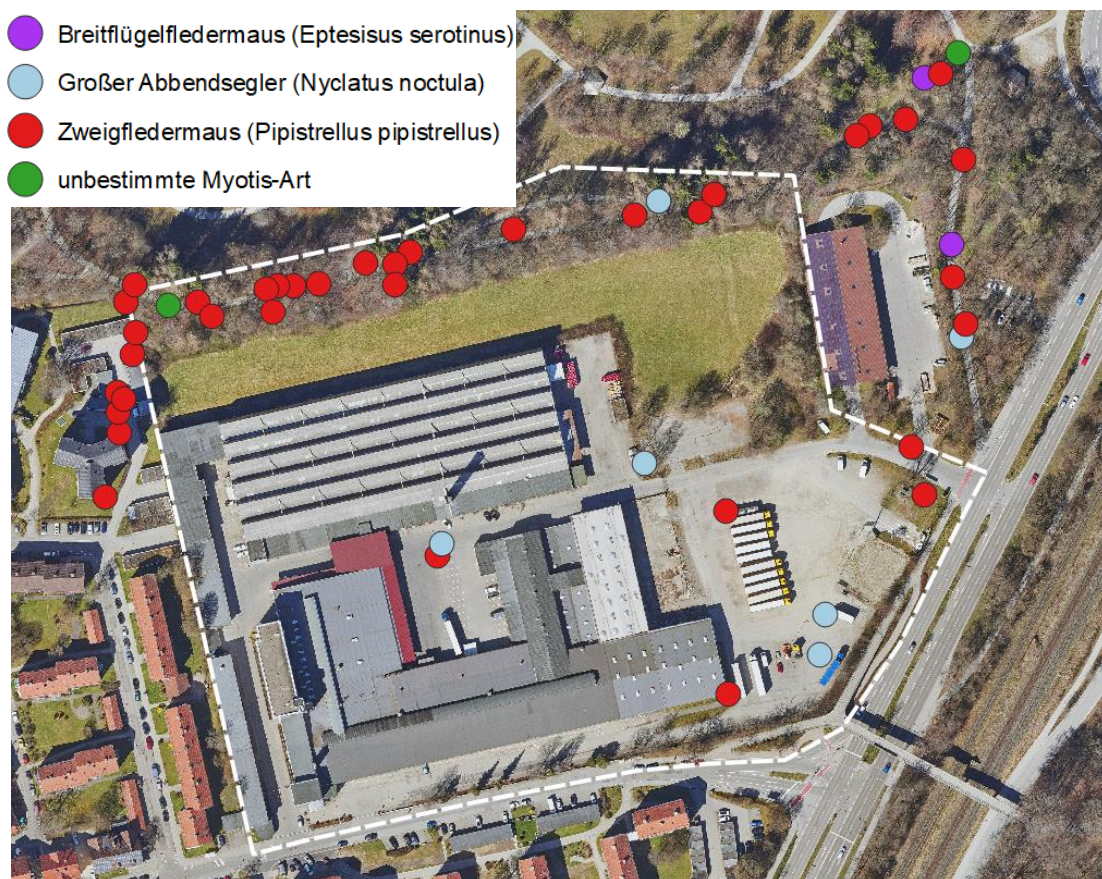 Breitflügelfledermaus (Eptesisus serotinus)
Großer Abbendsegler (Nyclatus noctula)
Zweigfledermaus (Pipistrellus pipistrellus)
unbestimmte Myotis-Art